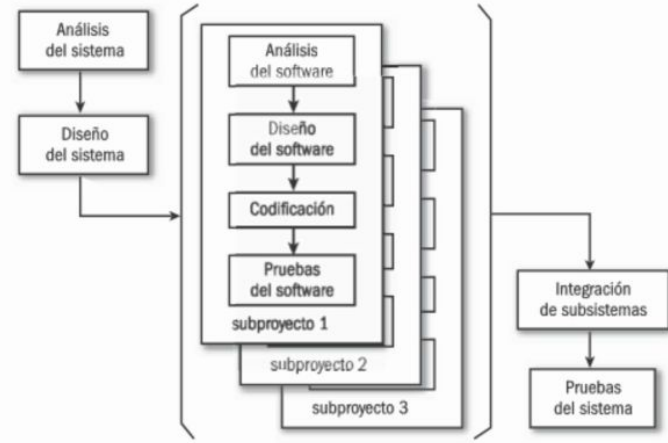 Análisis
del sistema
Diseño
del sistema
Análisis
del software
Diseño
del software
Codificación
Pruebas
del software
subproyecto 1
subproyecto 2
subproyecto 3
Integración
de subsistemas
Pruebas
del sistema